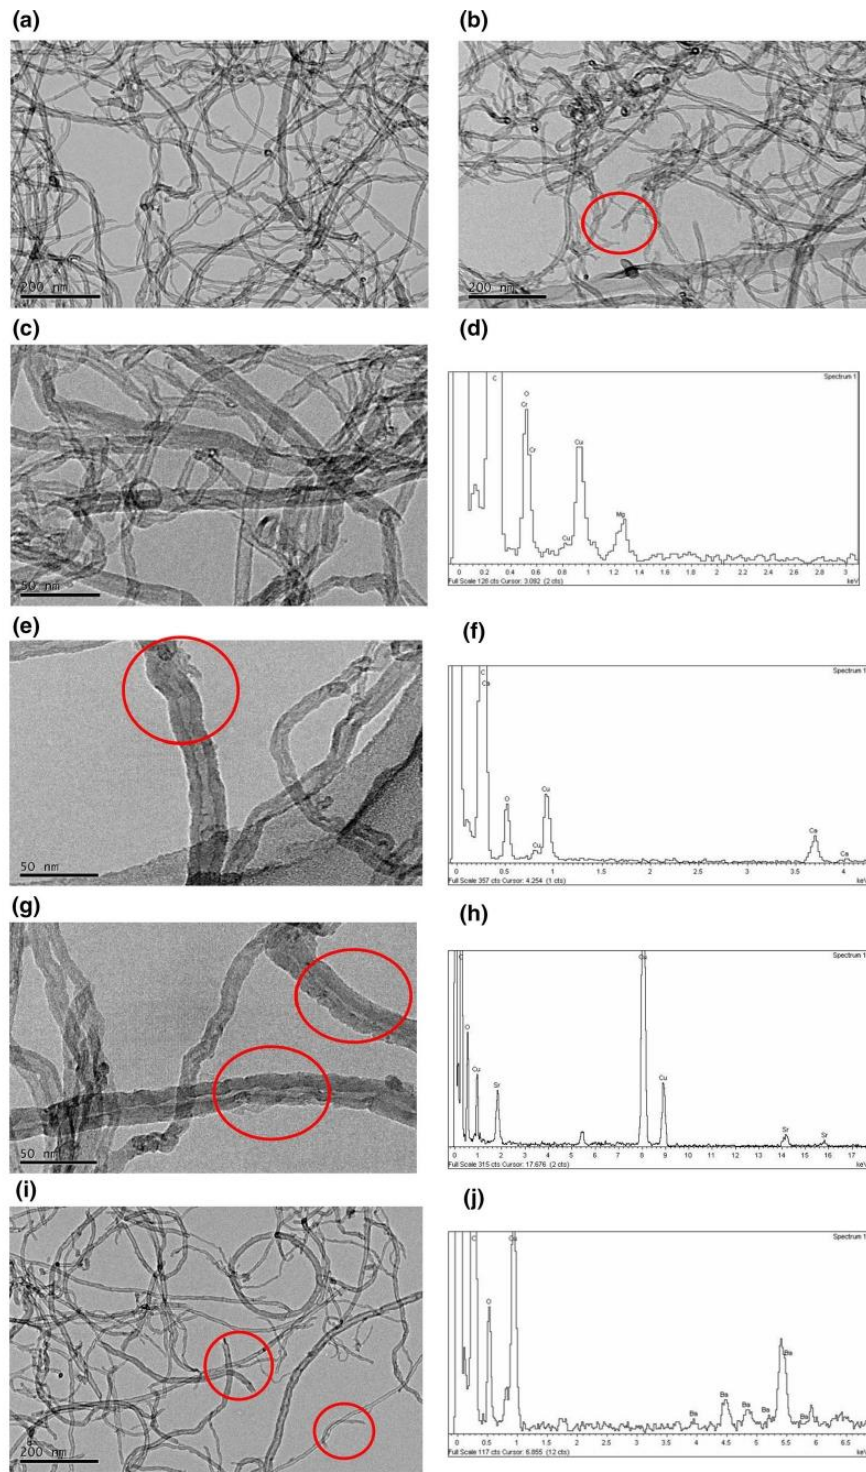 (a)
(b)
200 nm
200 nm
(c)
(d)
50 nm
Spectrum 1
C
O
Cr
Cr
Cu
Cu
Mg
0.2 0.4 0.6 0.8 1 1.2 1.4 1.6 1.8 2 2.2 2.4 2.6 2.8 3
Full Scale 126 cts Cursor: 3.082 (2 cts) keV
(e)
(f)
50 nm
Spectrum 1
C
Ca
O
Cu
Cu
Ca
Ca
0 0.5 1 1.5 2 2.5 3 3.5 4
Full Scale 357 cts Cursor: 4.254 (1 cts) keV
(g)
(h)
50 nm
Spectrum 1
C
O
Cu
Sr
Cu
Cu
Sr
Sr
0 1 2 3 4 5 6 7 8 9 10 11 12 13 14 15 16 17
Full Scale 315 cts Cursor: 17.676 (2 cts) keV
(i)
(j)
200 nm
Spectrum 1
C
O
Cu
Ba
Ba
Ba
Ba
Ba
Ba
0 0.5 1 1.5 2 2.5 3 3.5 4 4.5 5 5.5 6 6.5
Full Scale 117 cts Cursor: 6.855 (12 cts) keV